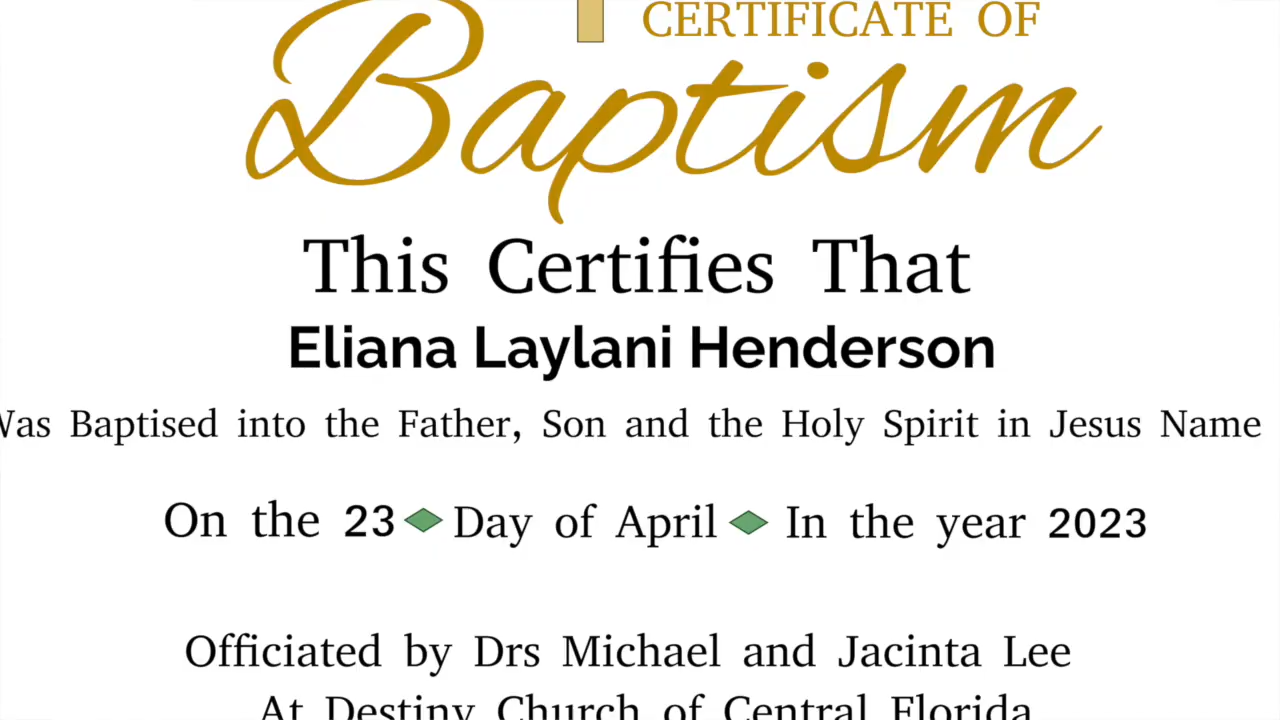 CERTIFICATE OF
Baptism
This Certifies That
Eliana Laylani Henderson
Was Baptised into the Father, Son and the Holy Spirit in Jesus Name
On the 23 Day of April In the year 2023
Officiated by Drs Michael and Jacinta Lee
At Destiny Church of Central Florida